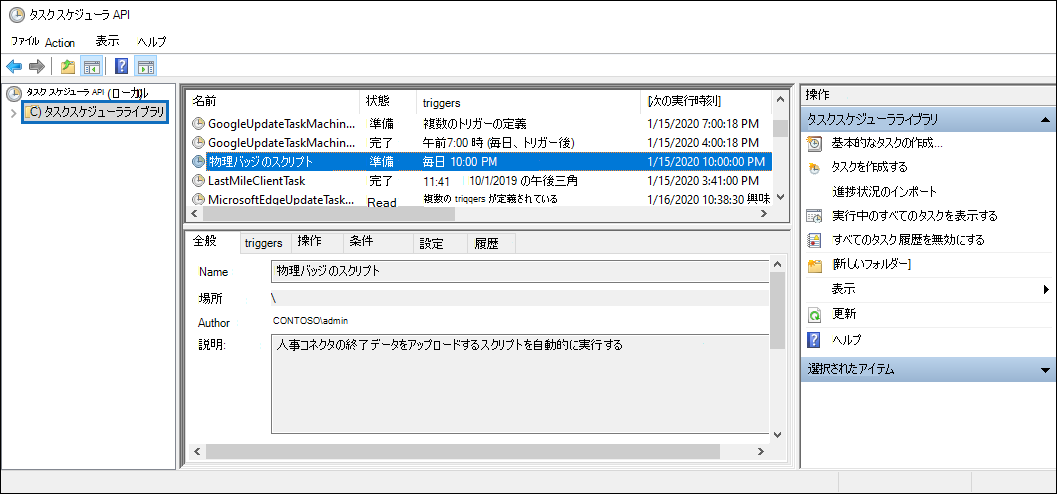 タスク スケジューラ API
ファイル Action 表示 ヘルプ
タスク スケジューラ API (ローカル)
C) タスクスケジューラライブラリ
名前 状態 triggers [次の実行時刻]
GoogleUpdateTaskMachin... 準備 複数のトリガーの定義 1/15/2020 7:00:18 PM
GoogleUpdateTaskMachin... 完了 午前7:00 時 (毎日、トリガー後) 1/15/2020 4:00:18 PM
物理バッジのスクリプト 準備 毎日 10:00 PM 1/15/2020 10:00:00 PM
LastMileClientTask 完了 11:41 10/1/2019 の午後三角 1/15/2020 3:41:00 PM
MicrosoftEdgeUpdateTask... Read 複数の triggers が定義されている 1/16/2020 10:38:30 興味
全般 triggers 操作 条件 設定 履歴
Name 物理バッジのスクリプト
場所 \
Author CONTOSO\admin
説明: 人事コネクタの終了データをアップロードするスクリプトを自動的に実行する
操作
タスクスケジューラライブラリ
基本的なタスクの作成...
タスクを作成する
進捗状況のインポート
実行中のすべてのタスクを表示する
すべてのタスク履歴を無効にする
[新しいフォルダー]
表示
更新
ヘルプ
選択されたアイテム